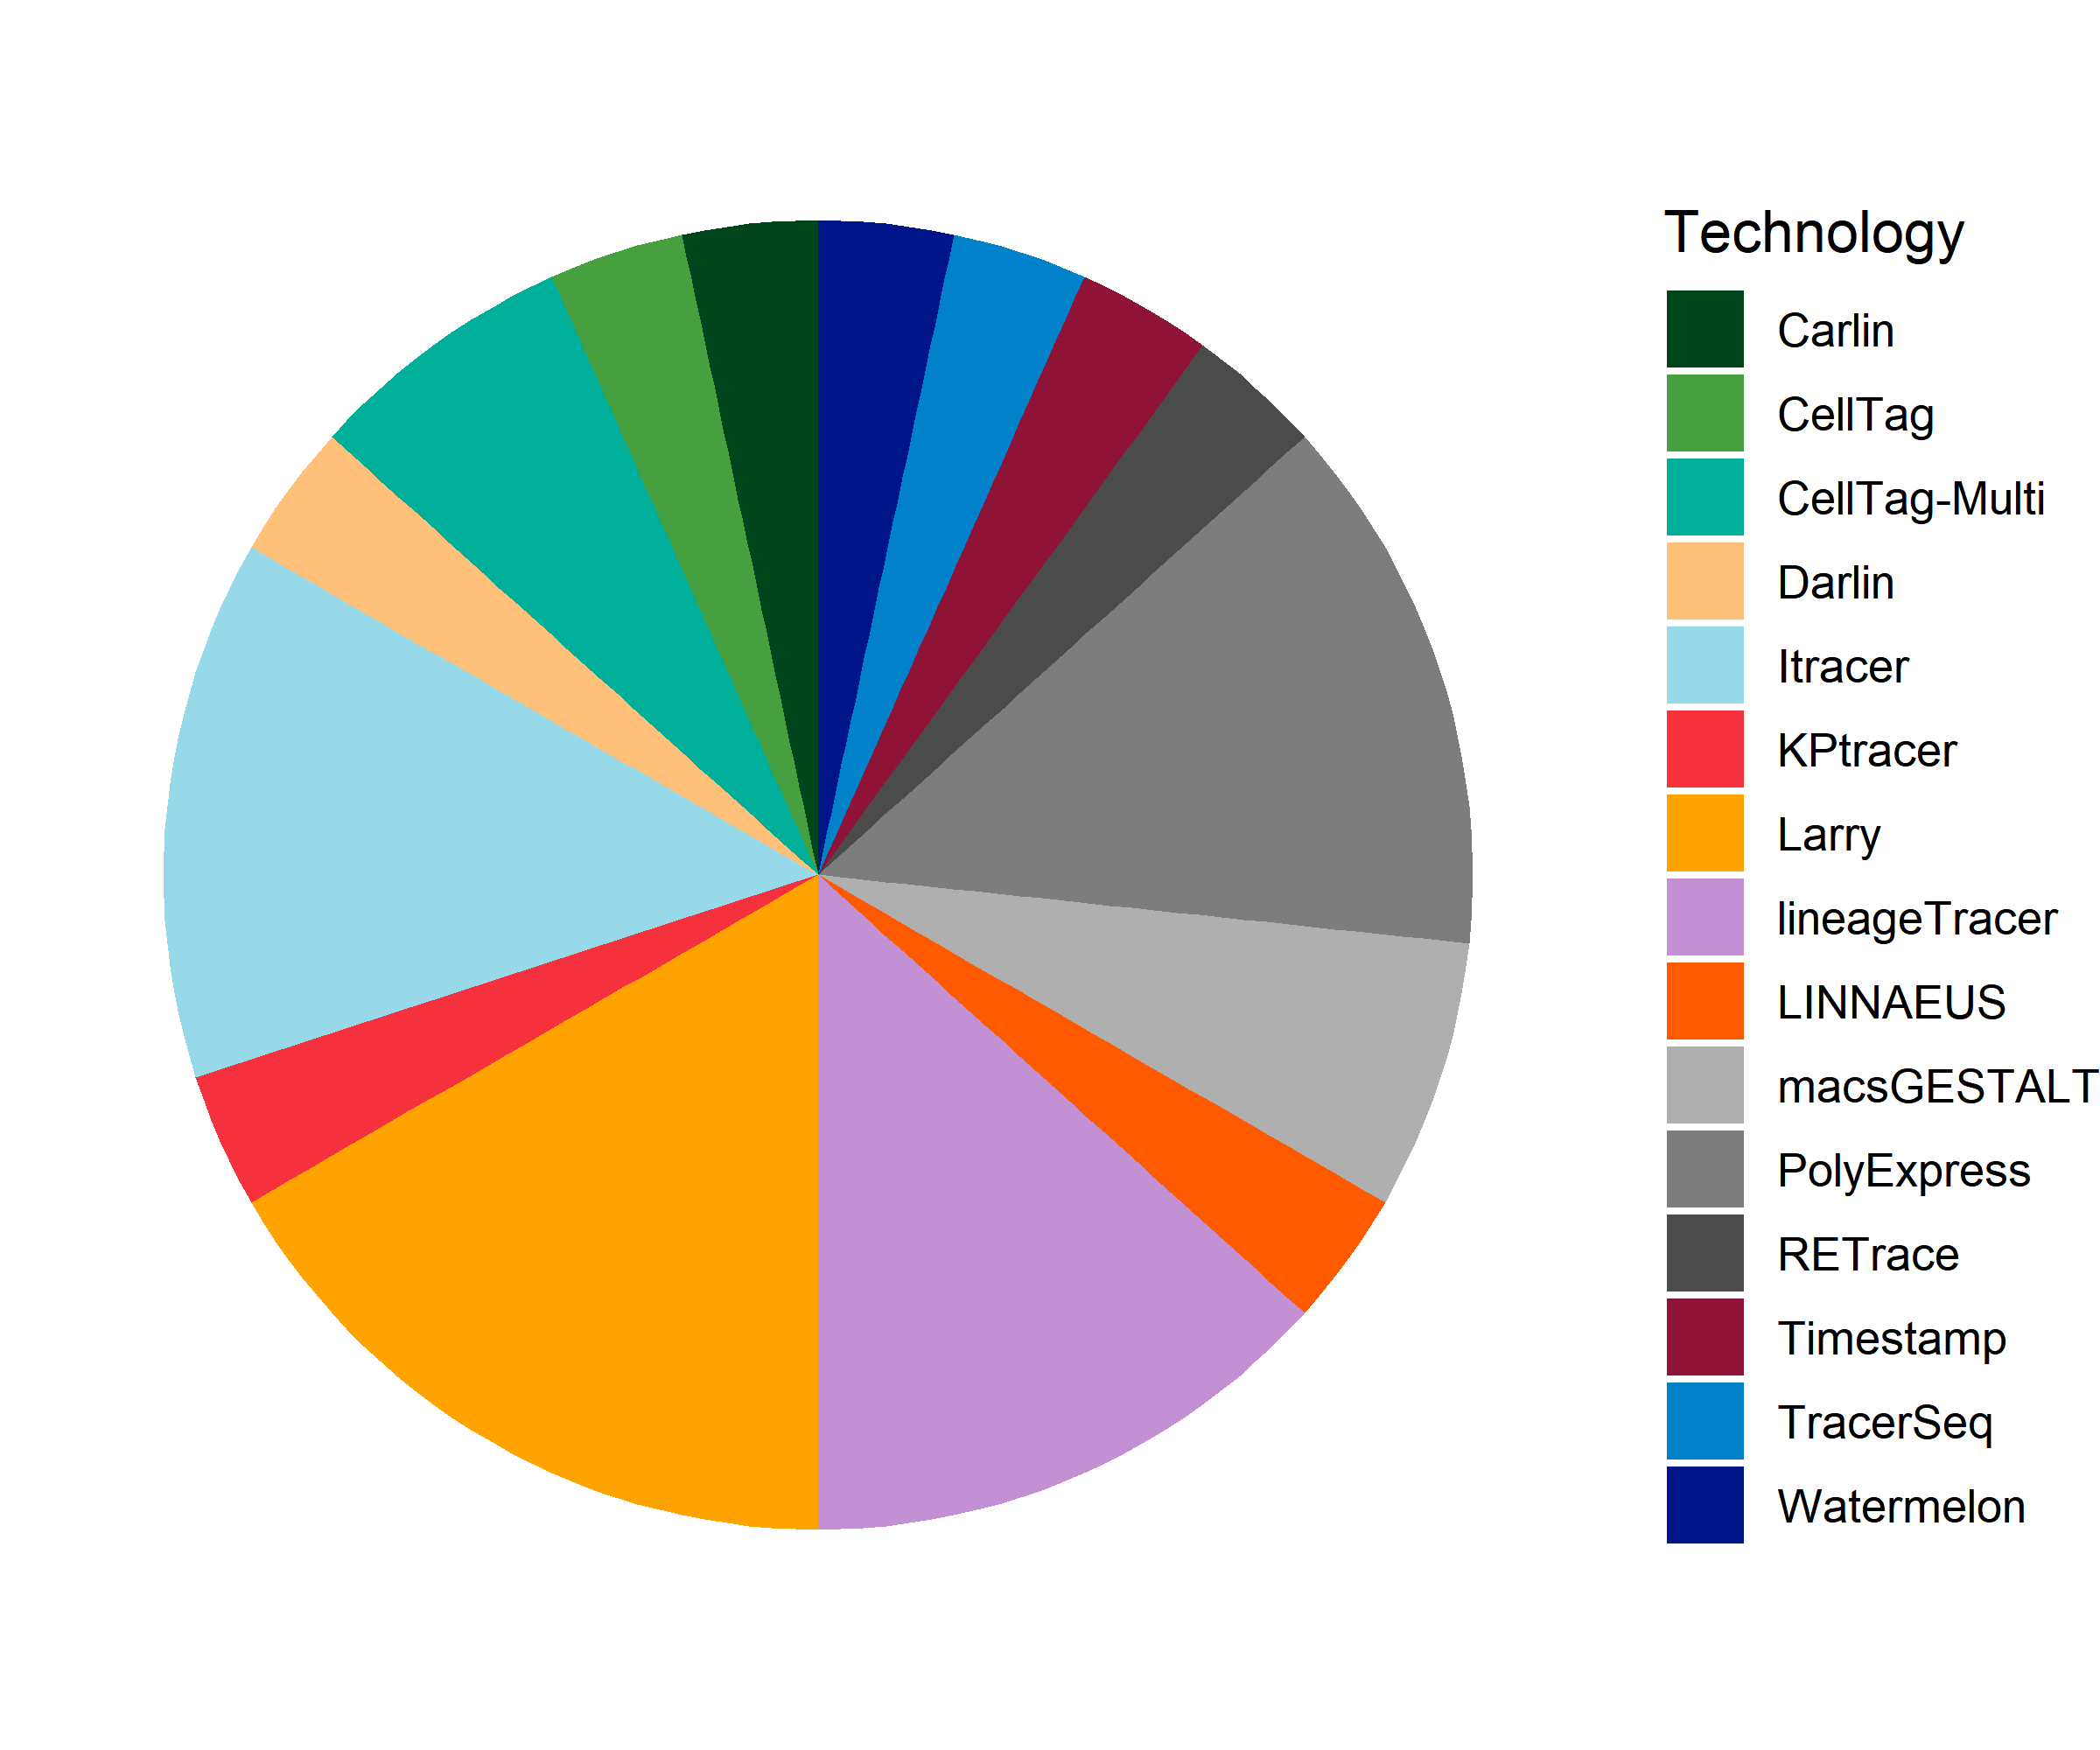 Technology
Carlin
CellTag
CellTag-Multi
Darlin
Itracer
KPtracer
Larry
lineageTracer
LINNAEUS
macsGESTALT
PolyExpress
RETrace
Timestamp
TracerSeq
Watermelon